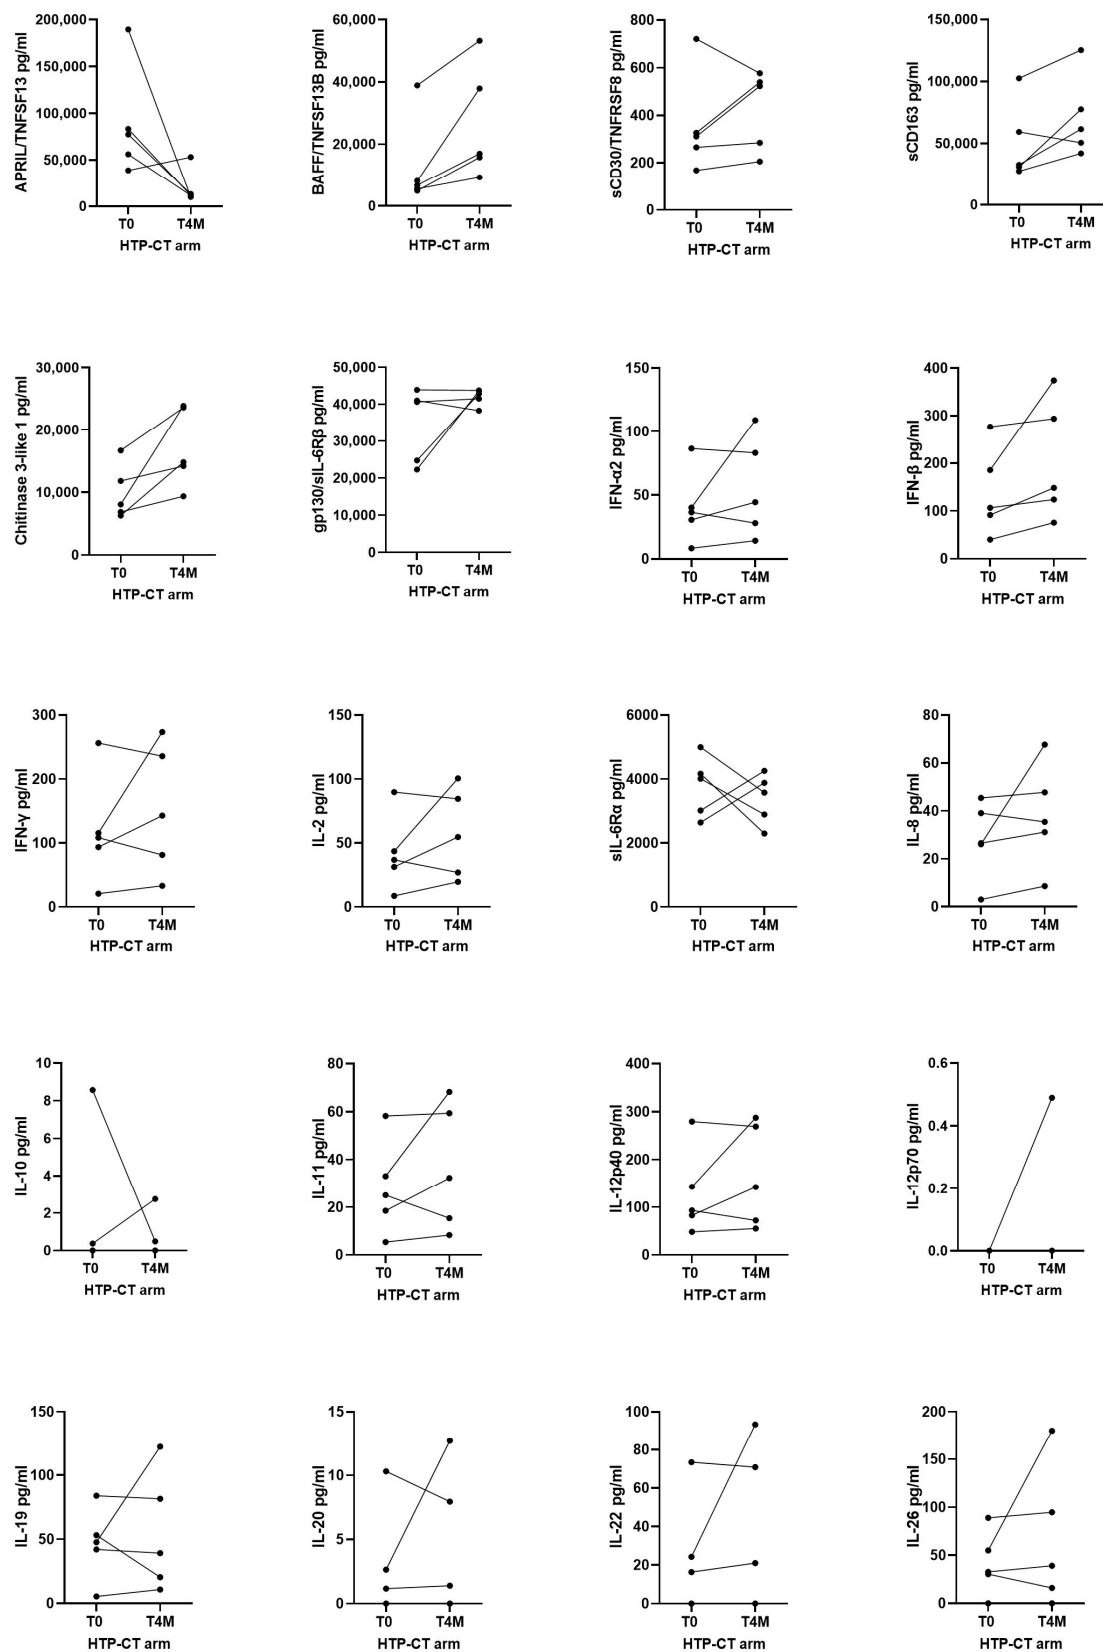 APRIL/TNFSF13 pg/ml
200,000
150,000
100,000
50,000
0
T0 T4M
HTP-CT arm
BAFF/TNFSF13B pg/ml
60,000
40,000
20,000
0
T0 T4M
HTP-CT arm
sCD30/TNFRSF8 pg/ml
800
600
400
200
0
T0 T4M
HTP-CT arm
sCD163 pg/ml
150,000
100,000
50,000
0
T0 T4M
HTP-CT arm
Chitinase 3-like 1 pg/ml
30,000
20,000
10,000
0
T0 T4M
HTP-CT arm
gp130/sIL-6Rβ pg/ml
50,000
40,000
30,000
20,000
10,000
0
T0 T4M
HTP-CT arm
IFN-α2 pg/ml
150
100
50
0
T0 T4M
HTP-CT arm
IFN-β pg/ml
400
300
200
100
0
T0 T4M
HTP-CT arm
IFN-γ pg/ml
300
200
100
0
T0 T4M
HTP-CT arm
IL-2 pg/ml
150
100
50
0
T0 T4M
HTP-CT arm
sIL-6Rα pg/ml
6000
4000
2000
0
T0 T4M
HTP-CT arm
IL-8 pg/ml
80
60
40
20
0
T0 T4M
HTP-CT arm
IL-10 pg/ml
10
8
6
4
2
0
T0 T4M
HTP-CT arm
IL-11 pg/ml
80
60
40
20
0
T0 T4M
HTP-CT arm
IL-12p40 pg/ml
400
300
200
100
0
T0 T4M
HTP-CT arm
IL-12p70 pg/ml
0.6
0.4
0.2
0.0
T0 T4M
HTP-CT arm
IL-19 pg/ml
150
100
50
0
T0 T4M
HTP-CT arm
IL-20 pg/ml
15
10
5
0
T0 T4M
HTP-CT arm
IL-22 pg/ml
100
80
60
40
20
0
T0 T4M
HTP-CT arm
IL-26 pg/ml
200
150
100
50
0
T0 T4M
HTP-CT arm